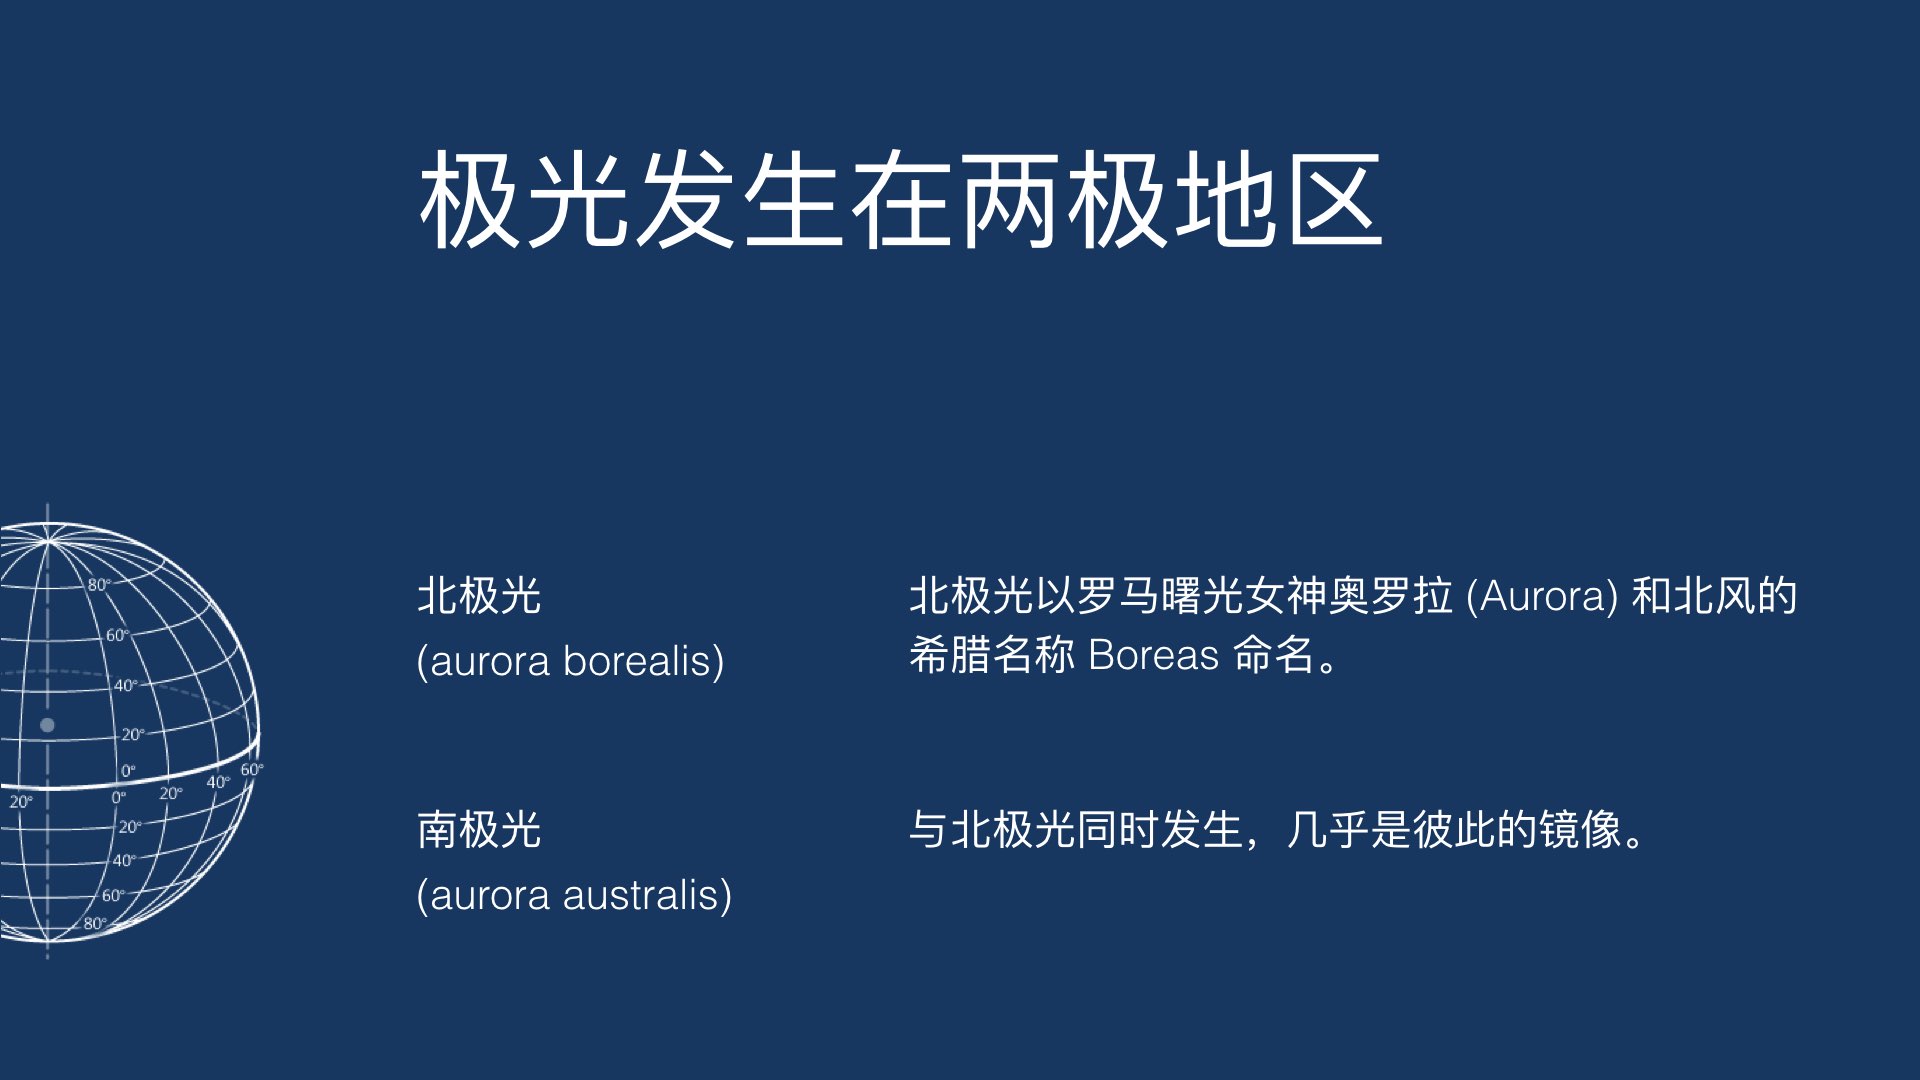 极光发生在两极地区
北极光
(aurora borealis)
北极光以罗马曙光女神奥罗拉 (Aurora) 和北风的
希腊名称 Boreas 命名。
南极光
(aurora australis)
与北极光同时发生，几乎是彼此的镜像。
80°
60°
40°
20°
0°
20° 0° 20° 40° 60°
20°
40°
60°
80°